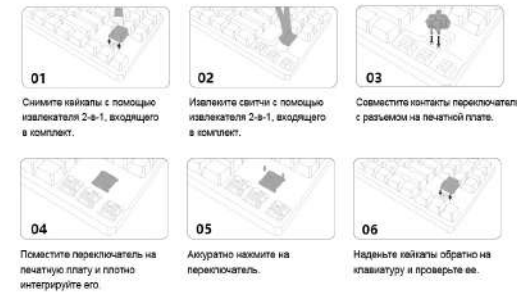 01
Снимите кейкапы с помощью
извлекателя 2-в-1, входящего
в комплект.
02
Извлеките свитчи с помощью
извлекателя 2-в-1, входящего
в комплект.
03
Совместите контакты переключател
с разъемом на печатной плате.
04
Поместите переключатель на
печатную плату и плотно
интегрируйте его.
05
Аккуратно нажмите на
переключатель.
06
Наденьте кейкапы обратно на
клавиатуру и проверьте ее.